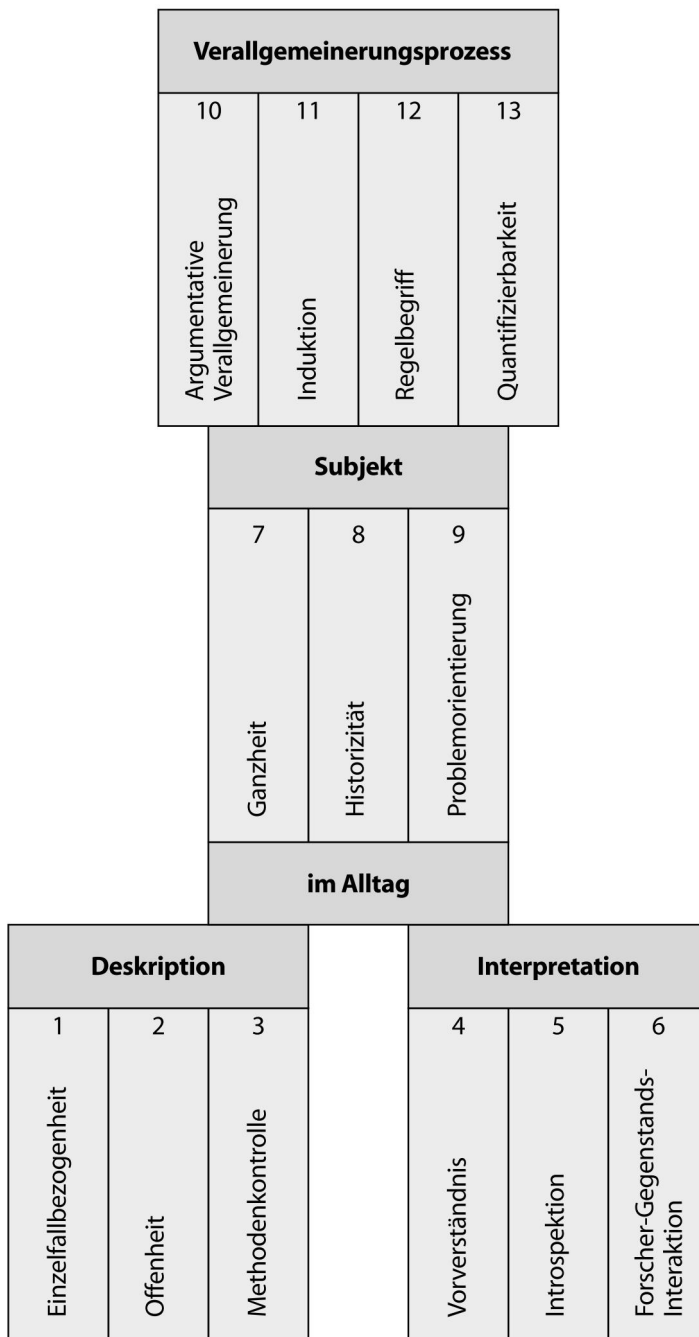 Verallgemeinerungsprozess
10
11
12
13
Argumentative
Verallgemeinerung
Induktion
Regelbegriff
Quantifizierbarkeit
Subjekt
7
8
9
Ganzheit
Historizität
Problemorientierung
im Alltag
Deskription
Interpretation
1
2
3
4
5
6
Einzelfallbezogenheit
Offenheit
Methodenkontrolle
Vorverständnis
Introspektion
Forscher-Gegenstands-
Interaktion